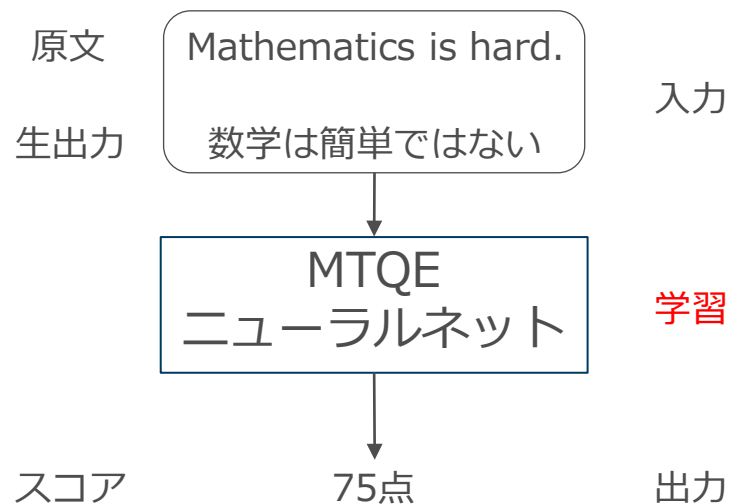 原文
Mathematics is hard.
入力
生出力
数学は簡単ではない
MTQE
ニューラルネット
学習
スコア
75点
出力